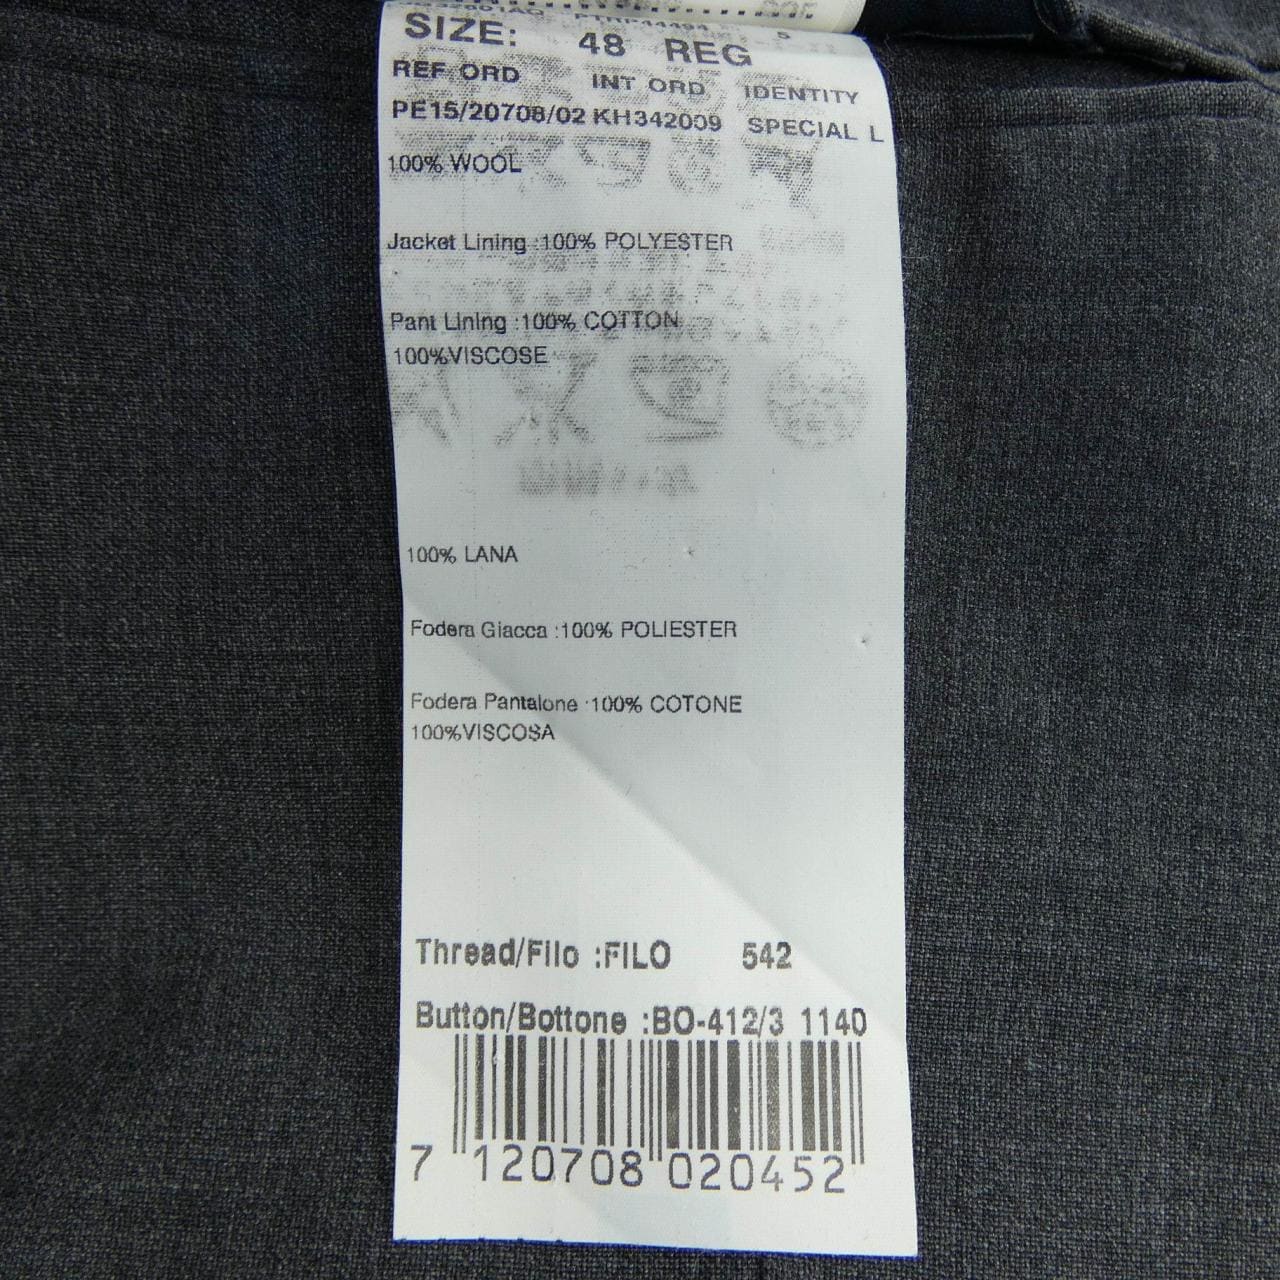 SIZE: 48 REG
REF ORD INT ORD IDENTITY
PE15/20708/02 KH342009 SPECIAL L
100% WOOL
Jacket Lining :100% POLYESTER
Pant Lining :100% COTTON
100%VISCOSE
100% LANA
Fodera Giacca :100% POLIESTER
Fodera Pantalone :100% COTONE
100%VISCOSA
Thread/Filo :FILO 542
Button/Bottone :BO-412/3 1140
7 120708 020452